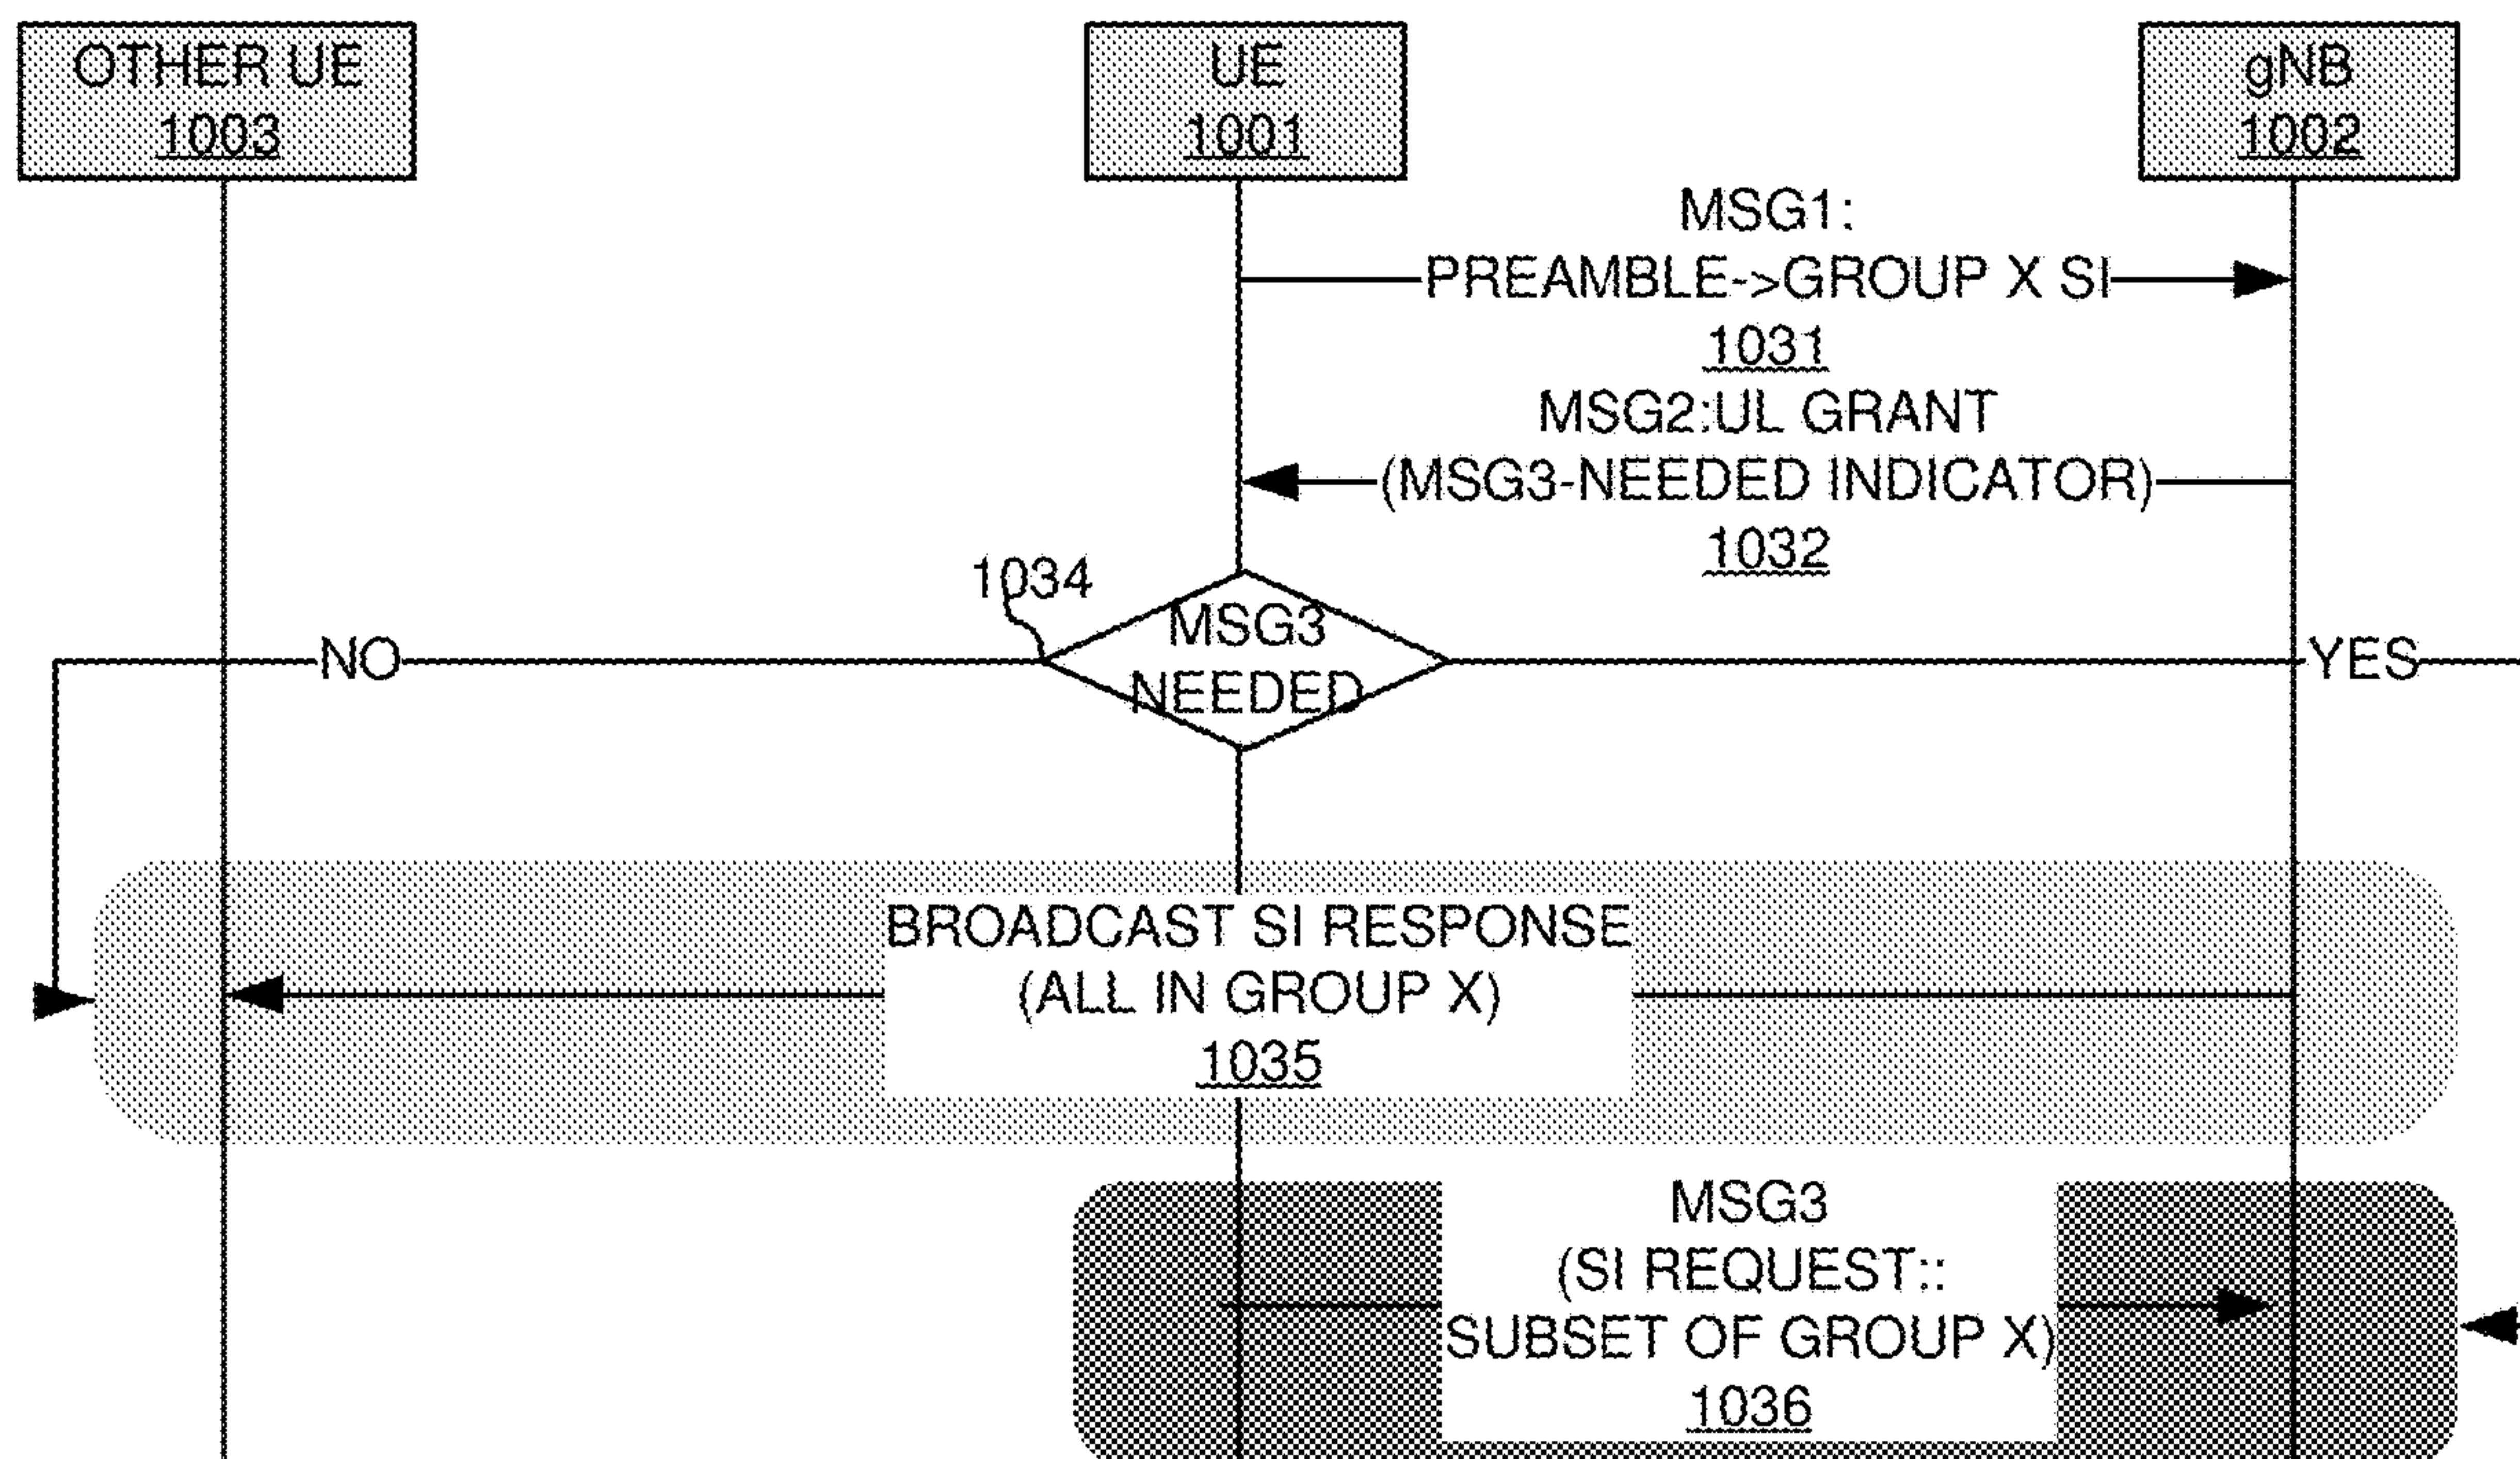 OTHER UE
1003
UE
1001
gNB
1002
MSG1:
PREAMBLE->GROUP X SI
1031
MSG2:UL GRANT
(MSG3-NEEDED INDICATOR)
1032
1034
MSG3
NEEDED
NO
YES
BROADCAST SI RESPONSE
(ALL IN GROUP X)
1035
MSG3
(SI REQUEST::
SUBSET OF GROUP X)
1036